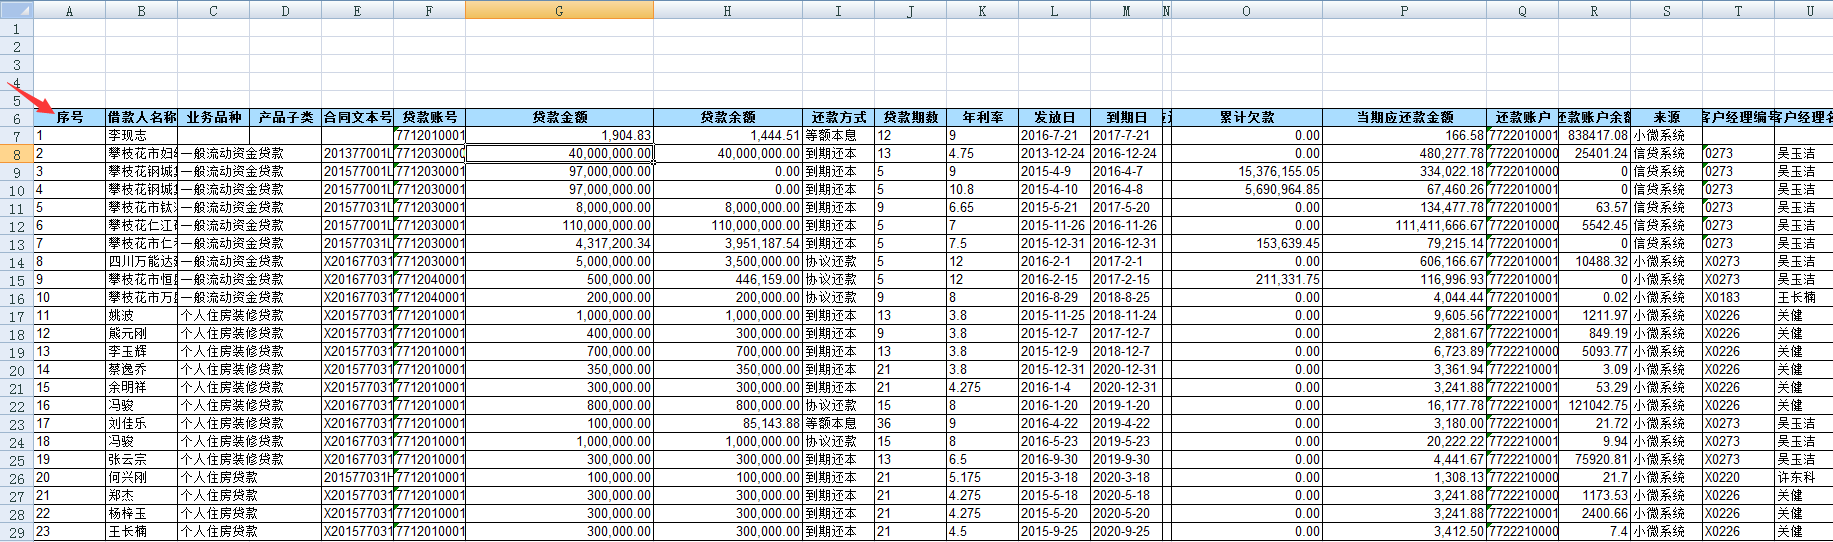 A B C D E F G H I J K L M N O P Q R S T U
1
2
3
4
5
6 序号 借款人名称 业务品种 产品子类 合同文本号 贷款账号 贷款金额 贷款余额 还款方式 贷款期数 年利率 发放日 到期日 累计欠款 当期应还款金额 还款账户 还款账户余额 来源 客户经理编号 客户经理名
7 1 李现志 7712010001 1,904.83 1,444.51 等额本息 12 9 2016-7-21 2017-7-21 0.00 166.58 7722010001 838417.08 小微系统
8 2 攀枝花市妇幼 一般流动资金贷款 201377001L 7712030000 40,000,000.00 40,000,000.00 到期还本 13 4.75 2013-12-24 2016-12-24 0.00 480,277.78 7722010000 25401.24 信贷系统 0273 吴玉洁
9 3 攀枝花钢城集 一般流动资金贷款 201577001L 7712030001 97,000,000.00 0.00 到期还本 5 9 2015-4-9 2016-4-7 15,376,155.05 334,022.18 7722010000 0 信贷系统 0273 吴玉洁
10 4 攀枝花钢城集 一般流动资金贷款 201577001L 7712030001 97,000,000.00 0.00 到期还本 5 10.8 2015-4-10 2016-4-8 5,690,964.85 67,460.26 7722010000 0 信贷系统 0273 吴玉洁
11 5 攀枝花市钛 一般流动资金贷款 201577031L 7712030001 8,000,000.00 8,000,000.00 到期还本 9 6.65 2015-5-21 2017-5-20 0.00 134,477.78 7722010001 63.57 信贷系统 0273 吴玉洁
12 6 攀枝花仁江 一般流动资金贷款 201577001L 7712030001 110,000,000.00 110,000,000.00 到期还本 5 7 2015-11-26 2016-11-26 0.00 111,411,666.67 7722010000 5542.45 信贷系统 0273 吴玉洁
13 7 攀枝花市仁和 一般流动资金贷款 201577031L 7712030001 4,317,200.34 3,951,187.54 到期还本 5 7.5 2015-12-31 2016-12-31 153,639.45 79,215.14 7722010001 0 信贷系统 0273 吴玉洁
14 8 四川万能达 一般流动资金贷款 X201677031 7712030001 5,000,000.00 3,500,000.00 协议还款 5 12 2016-2-1 2017-2-1 0.00 606,166.67 7722010001 10488.32 小微系统 X0273 吴玉洁
15 9 攀枝花市恒 一般流动资金贷款 X201677031 7712040001 500,000.00 446,159.00 协议还款 5 12 2016-2-15 2017-2-15 211,331.75 116,996.93 7722010001 0 小微系统 X0273 吴玉洁
16 10 攀枝花市万 一般流动资金贷款 X201677031 7712040001 200,000.00 200,000.00 协议还款 9 8 2016-8-29 2018-8-25 0.00 4,044.44 7722010001 0.02 小微系统 X0183 王长楠
17 11 姚波 个人住房装修贷款 X201577031 7712010001 1,000,000.00 1,000,000.00 到期还本 13 3.8 2015-11-25 2018-11-24 0.00 9,605.56 7722210001 1211.97 小微系统 X0226 关健
18 12 熊元刚 个人住房装修贷款 X201577031 7712010001 400,000.00 300,000.00 到期还本 9 3.8 2015-12-7 2017-12-7 0.00 2,881.67 7722210001 849.19 小微系统 X0226 关健
19 13 李玉辉 个人住房装修贷款 X201577031 7712010001 700,000.00 700,000.00 到期还本 13 3.8 2015-12-9 2018-12-7 0.00 6,723.89 7722210000 5093.77 小微系统 X0226 关健
20 14 蔡逸乔 个人住房装修贷款 X201577031 7712010001 350,000.00 350,000.00 到期还本 21 3.8 2015-12-31 2020-12-31 0.00 3,361.94 7722210001 3.09 小微系统 X0226 关健
21 15 余明祥 个人住房装修贷款 X201577031 7712010001 300,000.00 300,000.00 到期还本 21 4.275 2016-1-4 2020-12-31 0.00 3,241.88 7722210001 53.29 小微系统 X0226 关健
22 16 冯骏 个人住房装修贷款 X201677031 7712010001 800,000.00 800,000.00 协议还款 15 8 2016-1-20 2019-1-20 0.00 16,177.78 7722210001 121042.75 小微系统 X0226 关健
23 17 刘佳乐 个人住房装修贷款 X201677031 7712010001 100,000.00 85,143.88 等额本息 36 9 2016-4-22 2019-4-22 0.00 3,180.00 7722210001 21.72 小微系统 X0273 吴玉洁
24 18 冯骏 个人住房装修贷款 X201677031 7712010001 1,000,000.00 1,000,000.00 协议还款 15 8 2016-5-23 2019-5-23 0.00 20,222.22 7722210001 9.94 小微系统 X0273 吴玉洁
25 19 张云宗 个人住房装修贷款 X201677031 7712010001 300,000.00 300,000.00 到期还本 13 6.5 2016-9-30 2019-9-30 0.00 4,441.67 7722210001 75920.81 小微系统 X0273 吴玉洁
26 20 何兴刚 个人住房贷款 201577031H 7712010001 100,000.00 100,000.00 到期还本 21 5.175 2015-3-18 2020-3-18 0.00 1,308.13 7722210000 21.7 小微系统 X0220 许东科
27 21 郑杰 个人住房贷款 X201577031 7712010001 300,000.00 300,000.00 到期还本 21 4.275 2015-5-18 2020-5-18 0.00 3,241.88 7722210000 1173.53 小微系统 X0226 关健
28 22 杨梓玉 个人住房贷款 X201577031 7712010001 300,000.00 300,000.00 到期还本 21 4.275 2015-5-20 2020-5-20 0.00 3,241.88 7722210001 2400.66 小微系统 X0226 关健
29 23 王长楠 个人住房贷款 X201577031 7712010001 300,000.00 300,000.00 到期还本 21 4.5 2015-9-25 2020-9-25 0.00 3,412.50 7722210000 7.4 小微系统 X0226 关健